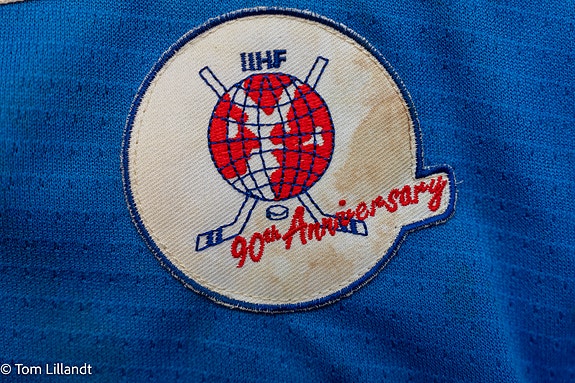 IIHF
90th Anniversary
© Tom Lillandt